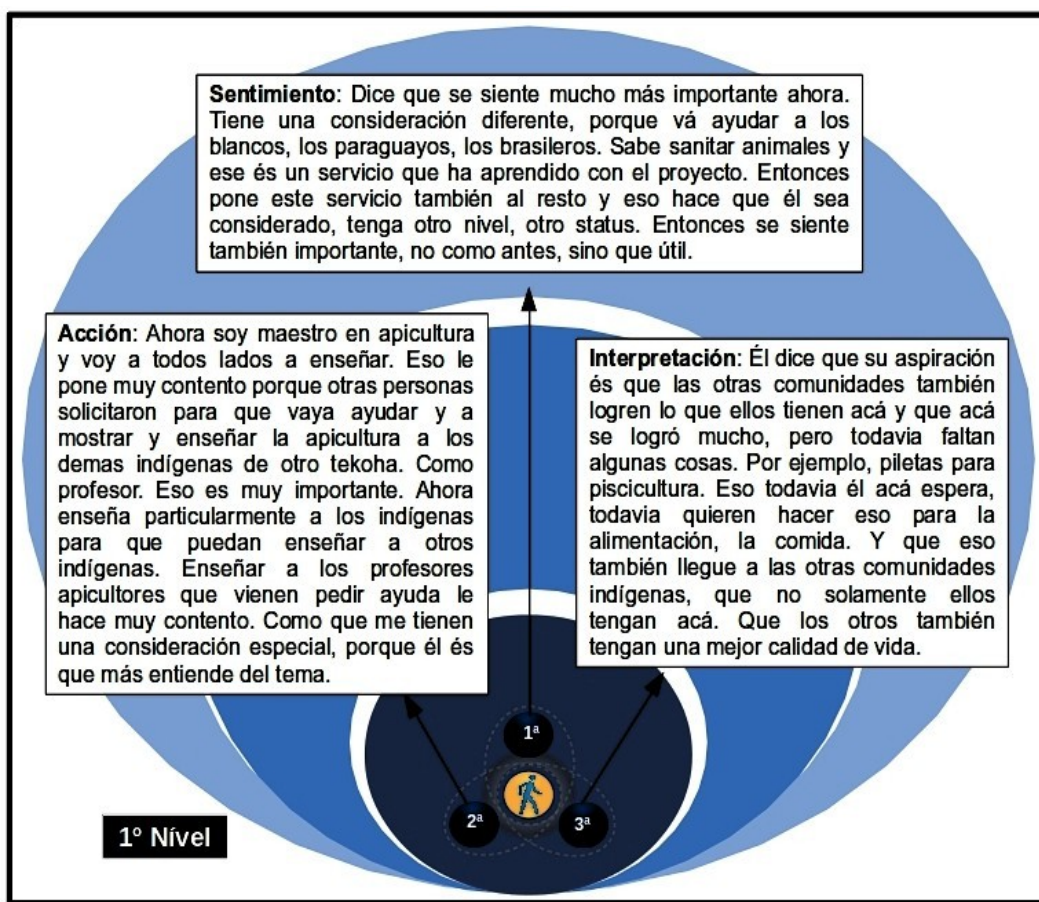 Sentimiento: Dice que se siente mucho más importante ahora.
Tiene una consideración diferente, porque vá ayudar a los
blancos, los paraguayos, los brasileros. Sabe sanitar animales y
ese és un servicio que ha aprendido con el proyecto. Entonces
pone este servicio también al resto y eso hace que él sea
considerado, tenga otro nivel, otro status. Entonces se siente
también importante, no como antes, sino que útil.
Acción: Ahora soy maestro en apicultura
y voy a todos lados a enseñar. Eso le
pone muy contento porque otras personas
solicitaron para que vaya ayudar y a
mostrar y enseñar la apicultura a los
demas indígenas de otro tekoha. Como
profesor. Eso es muy importante. Ahora
enseña particularmente a los indígenas
para que puedan enseñar a otros
indígenas. Enseñar a los profesores
apicultores que vienen pedir ayuda le
hace muy contento. Como que me tienen
una consideración especial, porque él és
que más entiende del tema.
Interpretación: Él dice que su aspiración
és que las otras comunidades también
logren lo que ellos tienen acá y que acá
se logró mucho, pero todavia faltan
algunas cosas. Por ejemplo, piletas para
piscicultura. Eso todavia él acá espera,
todavia quieren hacer eso para la
alimentación, la comida. Y que eso
también llegue a las otras comunidades
indígenas, que no solamente ellos
tengan acá. Que los otros también
tengan una mejor calidad de vida.
1ª
2ª
3ª
1º Nível